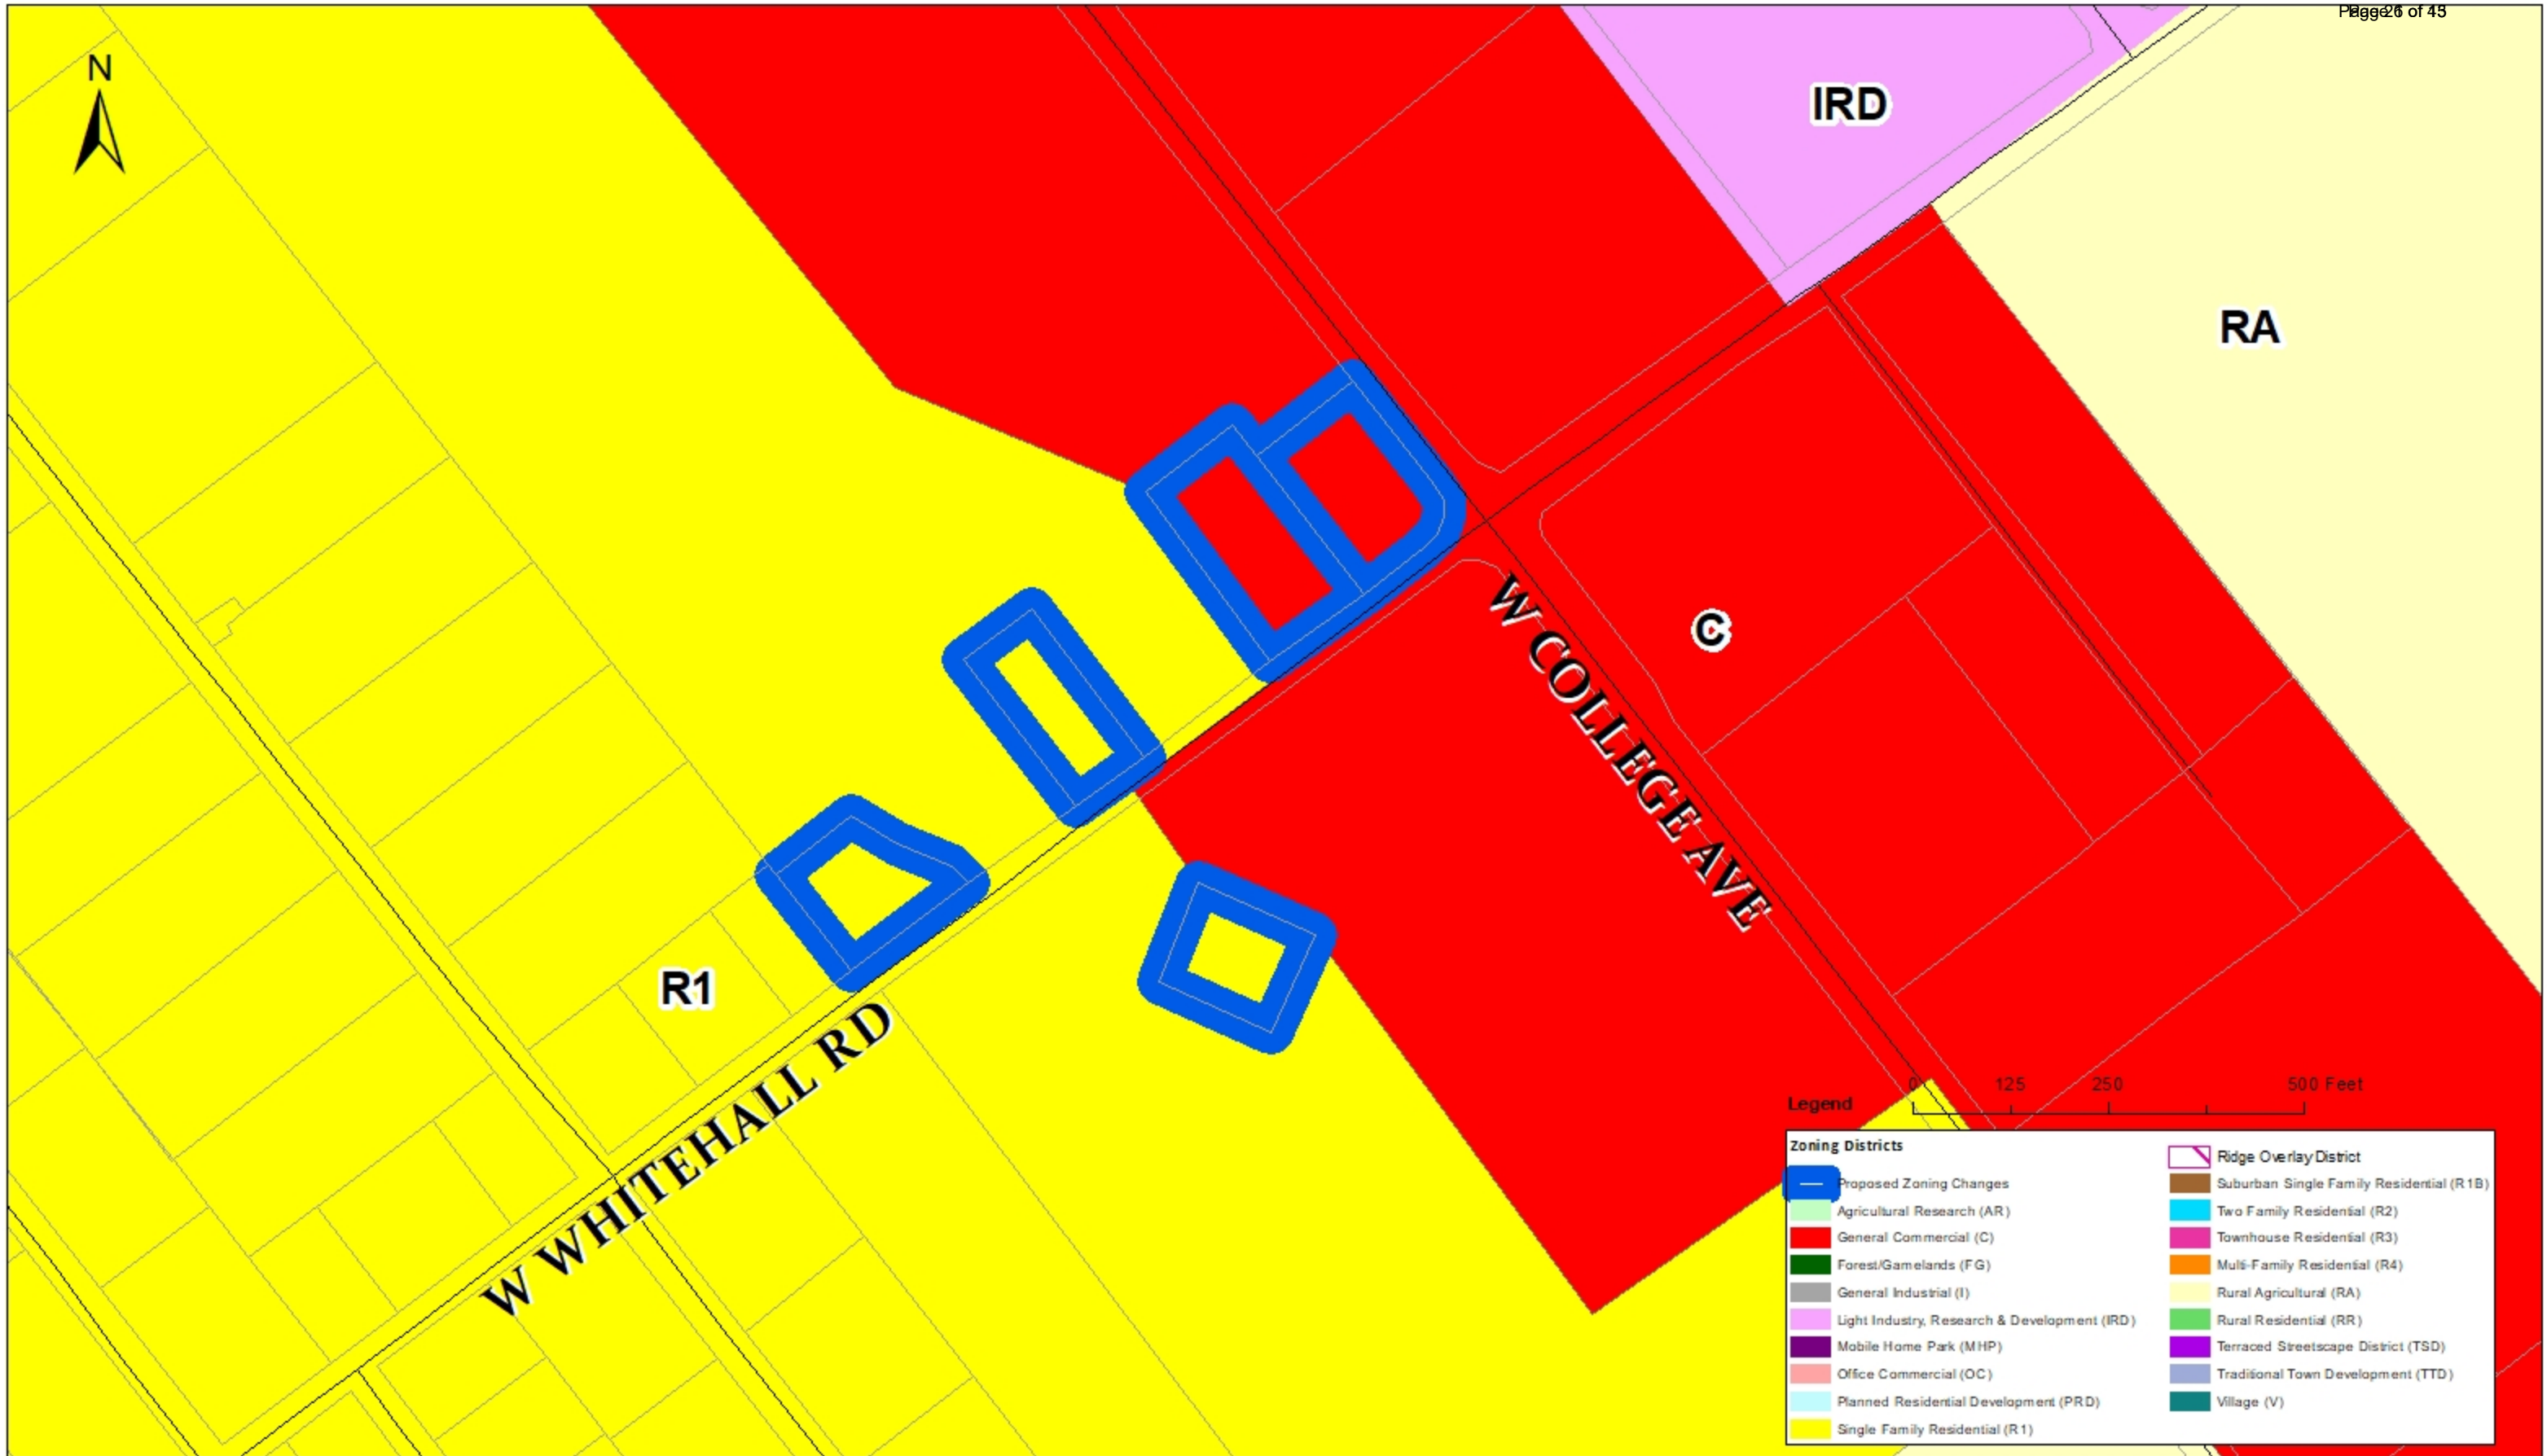 N
IRD
RA
C
W COLLEGE AVE
R1
W WHITEHALL RD
0 125 250 500 Feet
Legend
Zoning Districts
Proposed Zoning Changes
Agricultural Research (AR)
General Commercial (C)
Forest/Gamelands (FG)
General Industrial (I)
Light Industry, Research & Development (IRD)
Mobile Home Park (MHP)
Office Commercial (OC)
Planned Residential Development (PRD)
Single Family Residential (R1)
Ridge Overlay District
Suburban Single Family Residential (R1B)
Two Family Residential (R2)
Townhouse Residential (R3)
Multi-Family Residential (R4)
Rural Agricultural (RA)
Rural Residential (RR)
Terraced Streetscape District (TSD)
Traditional Town Development (TTD)
Village (V)